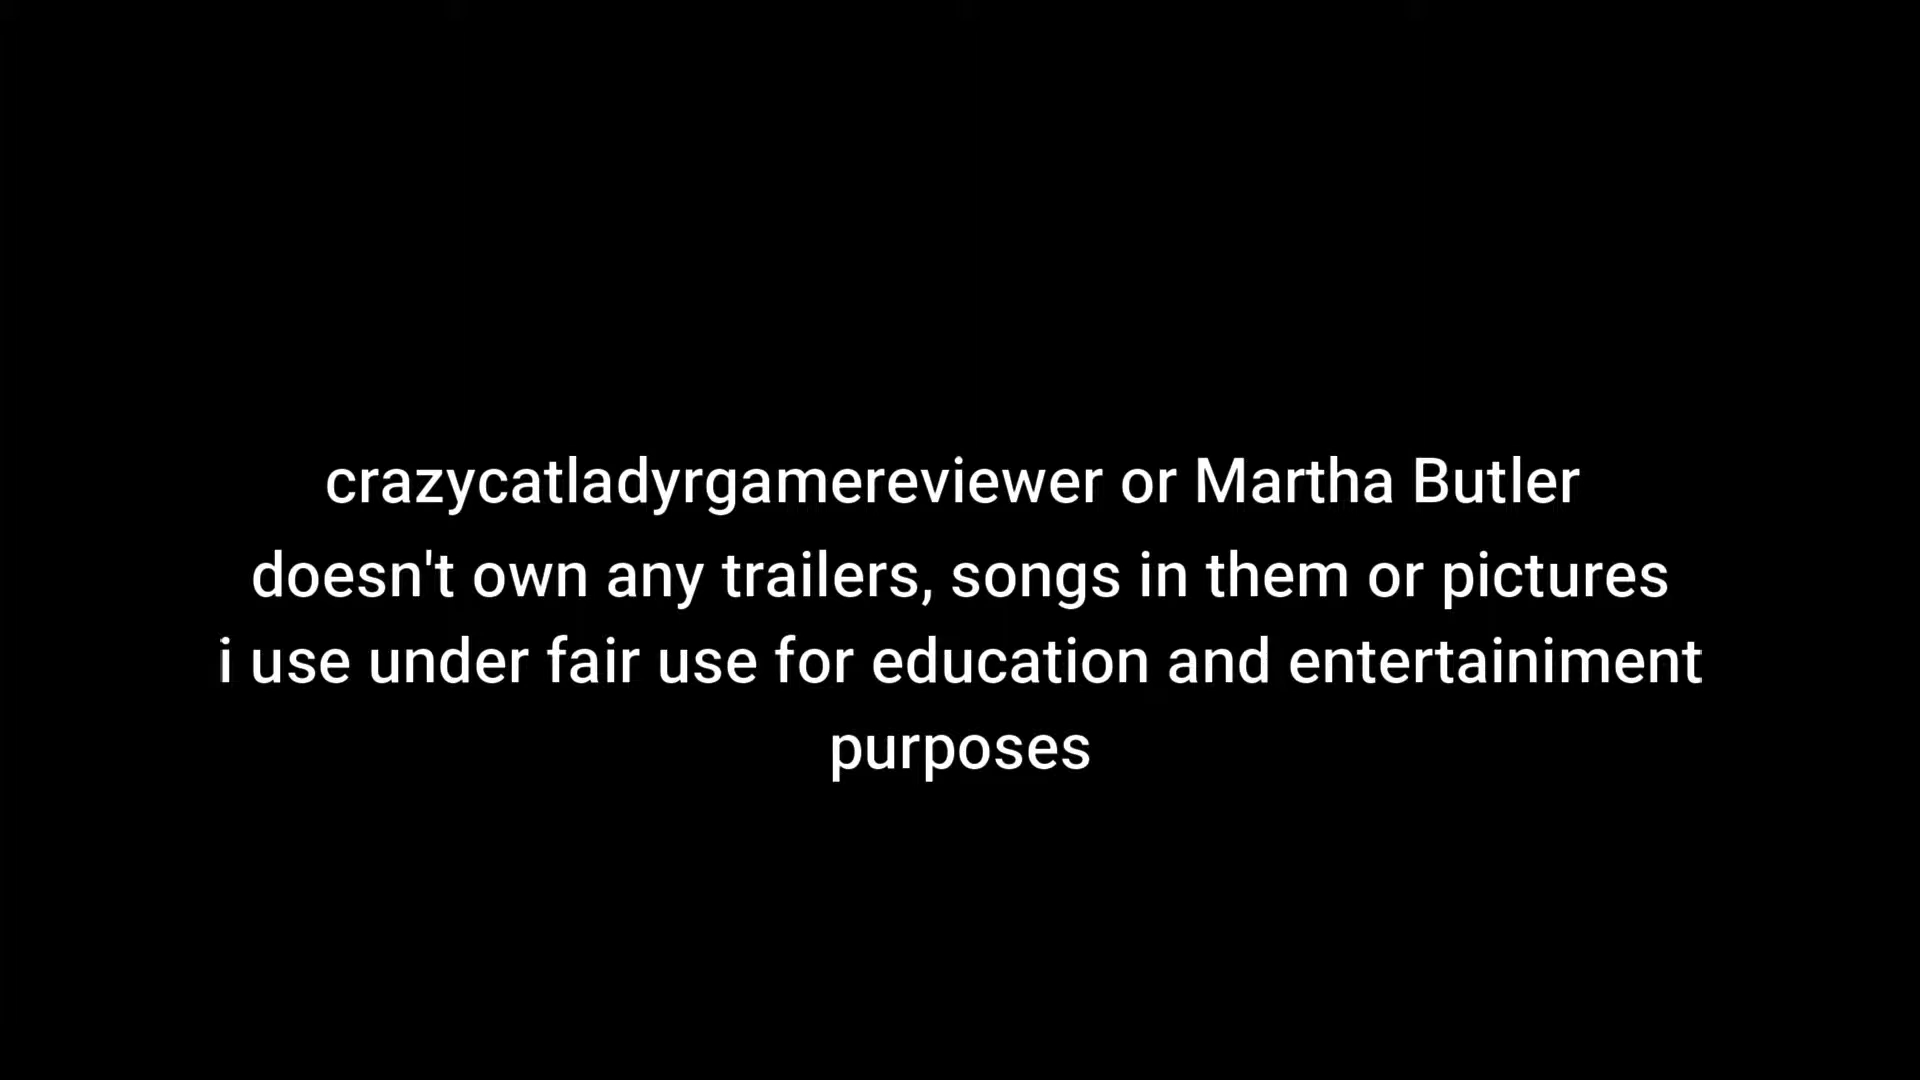 crazycatladyrgamereviewer or Martha Butler
doesn't own any trailers, songs in them or pictures
i use under fair use for education and entertainiment
purposes